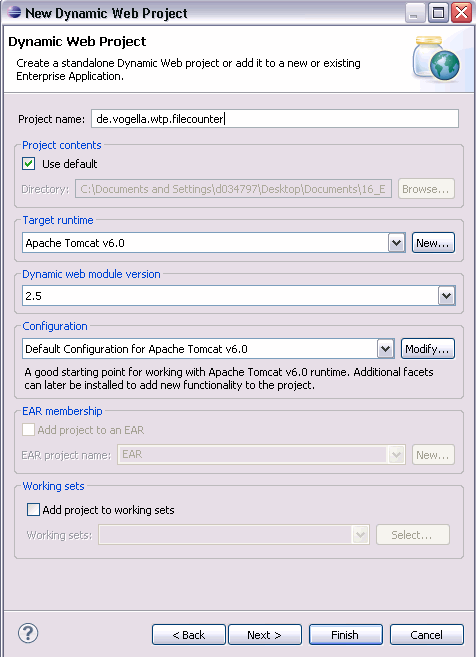 New Dynamic Web Project
Dynamic Web Project
Create a standalone Dynamic Web project or add it to a new or existing
Enterprise Application.
Project name: de.vogella.wtp.filecounter
Project contents
Use default
Directory: C:\Documents and Settings\d034797\Desktop\Documents\16_E Browse...
Target runtime
Apache Tomcat v6.0 New...
Dynamic web module version
2.5
Configuration
Default Configuration for Apache Tomcat v6.0 Modify...
A good starting point for working with Apache Tomcat v6.0 runtime. Additional facets
can later be installed to add new functionality to the project.
EAR membership
Add project to an EAR
EAR project name: EAR New...
Working sets
Add project to working sets
Working sets: Select...
? < Back Next > Finish Cancel